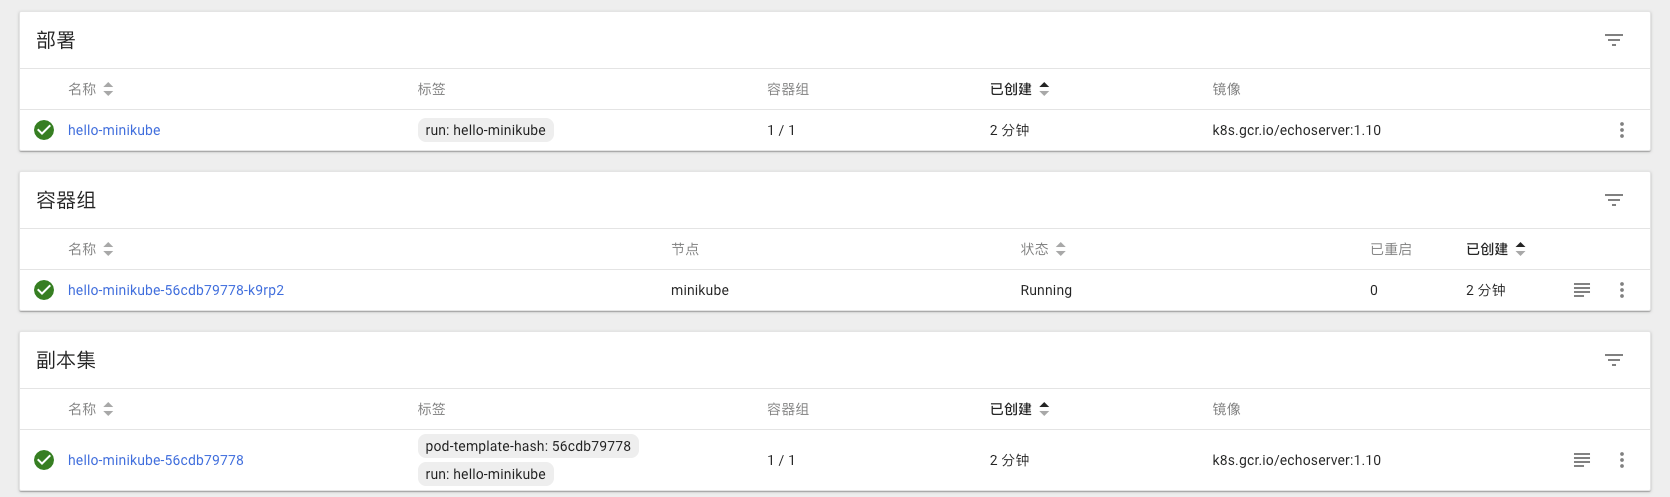 部署
名称 标签 容器组 已创建 镜像
hello-minikube run: hello-minikube 1 / 1 2 分钟 k8s.gcr.io/echoserver:1.10
容器组
名称 节点 状态 已重启 已创建
hello-minikube-56cdb79778-k9rp2 minikube Running 0 2 分钟
副本集
名称 标签 容器组 已创建 镜像
pod-template-hash: 56cdb79778
hello-minikube-56cdb79778 1 / 1 2 分钟 k8s.gcr.io/echoserver:1.10
run: hello-minikube